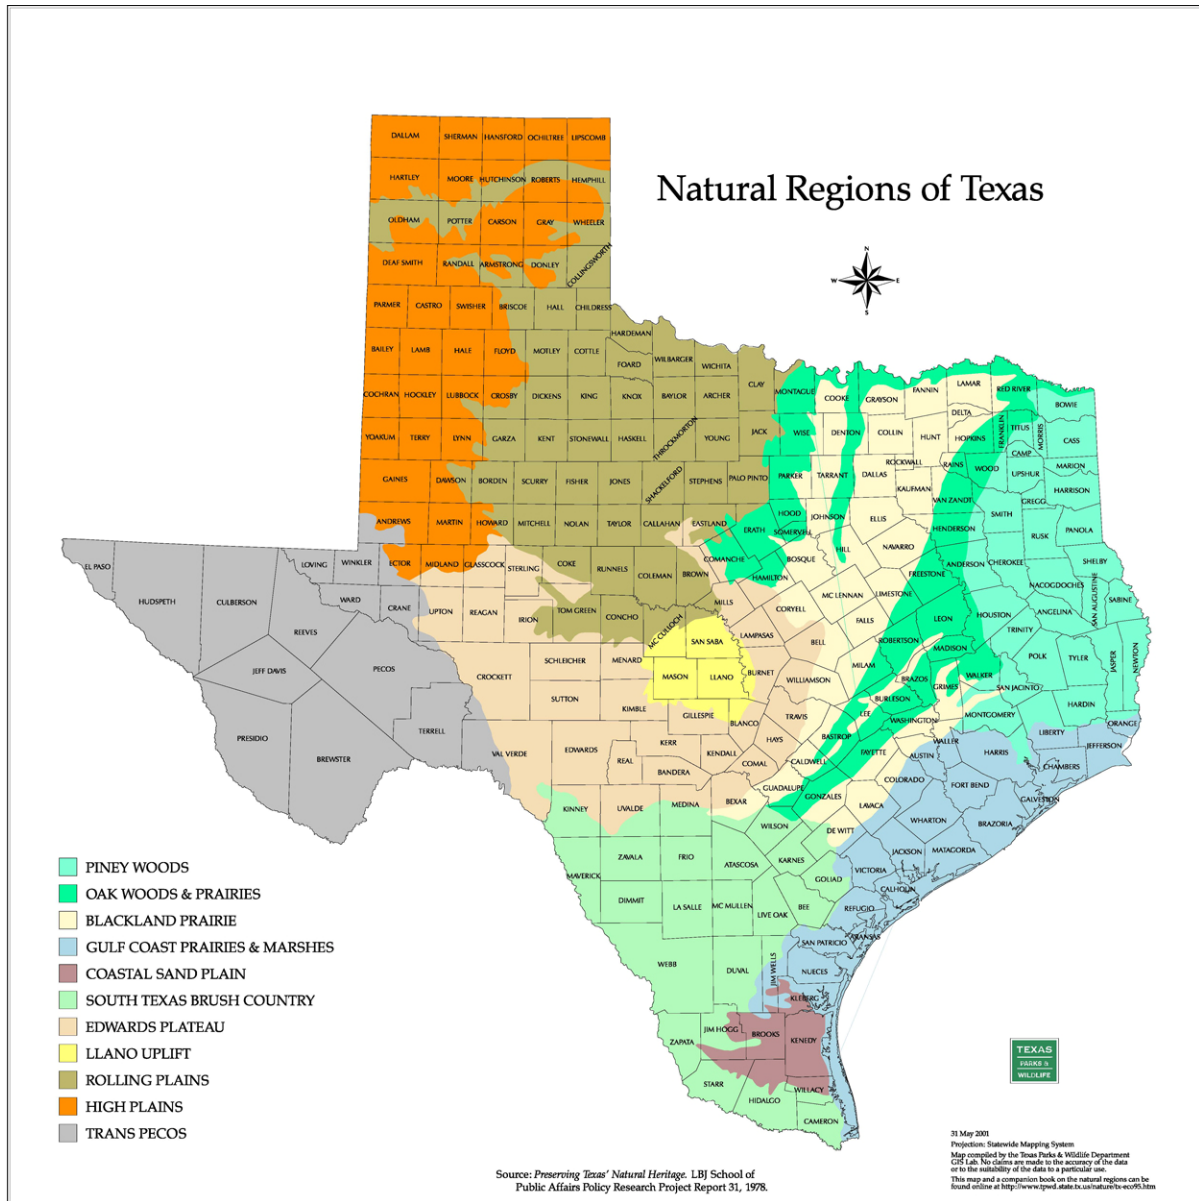 Natural Regions of Texas
N
W E
S
DALLAM SHERMAN HANSFORD OCHILTREE LIPSCOMB
HARTLEY MOORE HUTCHINSON ROBERTS HEMPHILL
OLDHAM POTTER CARSON GRAY WHEELER
DEAF SMITH RANDALL ARMSTRONG DONLEY COLLINGSWORTH
PARMER CASTRO SWISHER BRISCOE HALL CHILDRESS
HARDEMAN
BAILEY LAMB HALE FLOYD MOTLEY COTTLE FOARD WILBARGER WICHITA
CLAY MONTAGUE COOKE GRAYSON FANNIN LAMAR RED RIVER BOWIE
COCHRAN HOCKLEY LUBBOCK CROSBY DICKENS KING KNOX BAYLOR ARCHER
DELTA
YOAKUM TERRY LYNN GARZA KENT STONEWALL HASKELL THROCKMORTON YOUNG JACK WISE DENTON COLLIN HUNT HOPKINS FRANKLIN TITUS MORRIS CASS
CAMP
ROCKWALL RAINS WOOD UPSHUR MARION
GAINES DAWSON BORDEN SCURRY FISHER JONES SHACKELFORD STEPHENS PALO PINTO PARKER TARRANT DALLAS KAUFMAN VAN ZANDT GREGG HARRISON
ANDREWS MARTIN HOWARD MITCHELL NOLAN TAYLOR CALLAHAN EASTLAND ERATH HOOD SOMERVILL JOHNSON ELLIS HENDERSON SMITH RUSK PANOLA
EL PASO HUDSPETH CULBERSON LOVING WINKLER ECTOR MIDLAND GLASSCOCK STERLING COKE RUNNELS COLEMAN BROWN COMANCHE HAMILTON BOSQUE HILL NAVARRO FREESTONE ANDERSON CHEROKEE NACOGDOCHES SHELBY
REEVES WARD CRANE UPTON REAGAN IRION TOM GREEN CONCHO MC CULLOCH SAN SABA MILLS LAMPASAS CORYELL MC LENNAN LIMESTONE FALLS LEON HOUSTON ANGELINA SAN AUGUSTINE SABINE
TRINITY
JEFF DAVIS PECOS CROCKETT SCHLEICHER MENARD MASON LLANO BURNET BELL MILAM ROBERTSON MADISON WALKER POLK TYLER JASPER NEWTON
SUTTON KIMBLE GILLESPIE BLANCO WILLIAMSON BRAZOS GRIMES SAN JACINTO HARDIN
PRESIDIO BREWSTER TERRELL VAL VERDE EDWARDS REAL KERR BANDERA KENDALL COMAL HAYS TRAVIS LEE BURLESON WASHINGTON MONTGOMERY LIBERTY ORANGE
BASTROP FAYETTE AUSTIN WALLER HARRIS CHAMBERS JEFFERSON
KINNEY UVALDE MEDINA BEXAR GUADALUPE CALDWELL GONZALES LAVACA COLORADO FORT BEND GALVESTON
WILSON DE WITT WHARTON BRAZORIA
MAVERICK ZAVALA FRIO ATASCOSA KARNES GOLIAD VICTORIA JACKSON MATAGORDA
DIMMIT LA SALLE MC MULLEN LIVE OAK BEE REFUGIO CALHOUN
WEBB DUVAL JIM WELLS SAN PATRICIO ARANSAS
NUECES
KLEBERG
ZAPATA JIM HOGG BROOKS KENEDY
STARR HIDALGO WILLACY
CAMERON
PINEY WOODS
OAK WOODS & PRAIRIES
BLACKLAND PRAIRIE
GULF COAST PRAIRIES & MARSHES
COASTAL SAND PLAIN
SOUTH TEXAS BRUSH COUNTRY
EDWARDS PLATEAU
LLANO UPLIFT
ROLLING PLAINS
HIGH PLAINS
TRANS PECOS
TEXAS
PARKS &
WILDLIFE
Source: Preserving Texas' Natural Heritage. LBJ School of
Public Affairs Policy Research Project Report 31, 1978.
31 May 2001
Projection: Statewide Mapping System
Map compiled by the Texas Parks & Wildlife Department
GIS Lab. No claims are made to the accuracy of the data
or to the suitability of the data to a particular use.
This map and a companion book on the natural regions can be
found online at http://www.tpwd.state.tx.us/nature/tx-eco95.htm